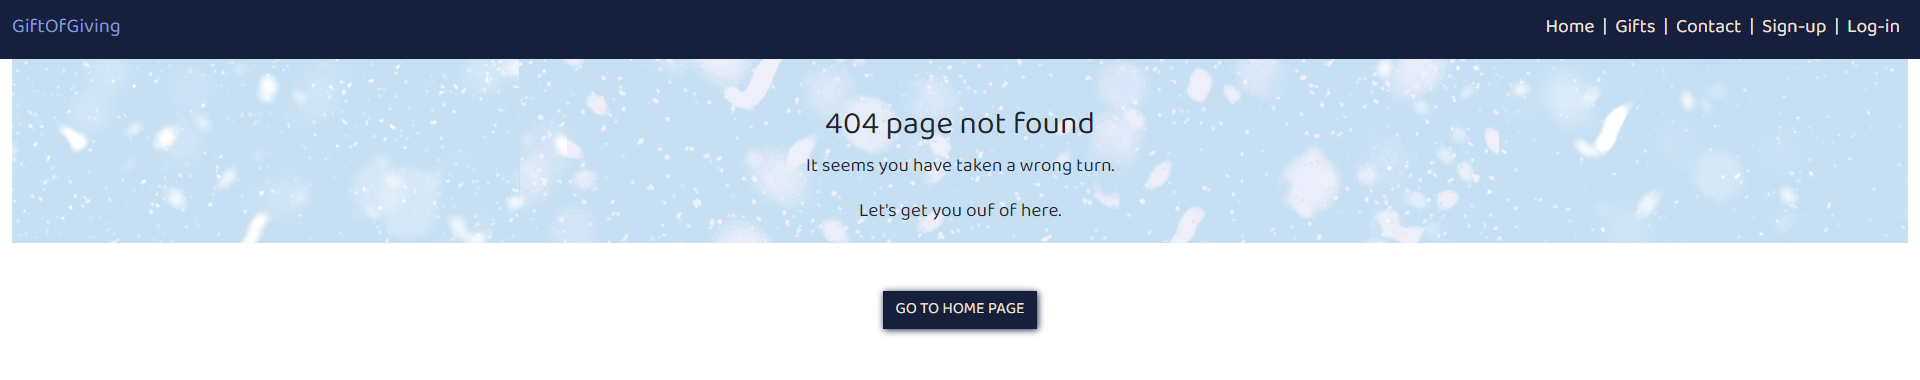 GiftOfGiving
Home | Gifts | Contact | Sign-up | Log-in
404 page not found
It seems you have taken a wrong turn.
Let's get you ouf of here.
GO TO HOME PAGE